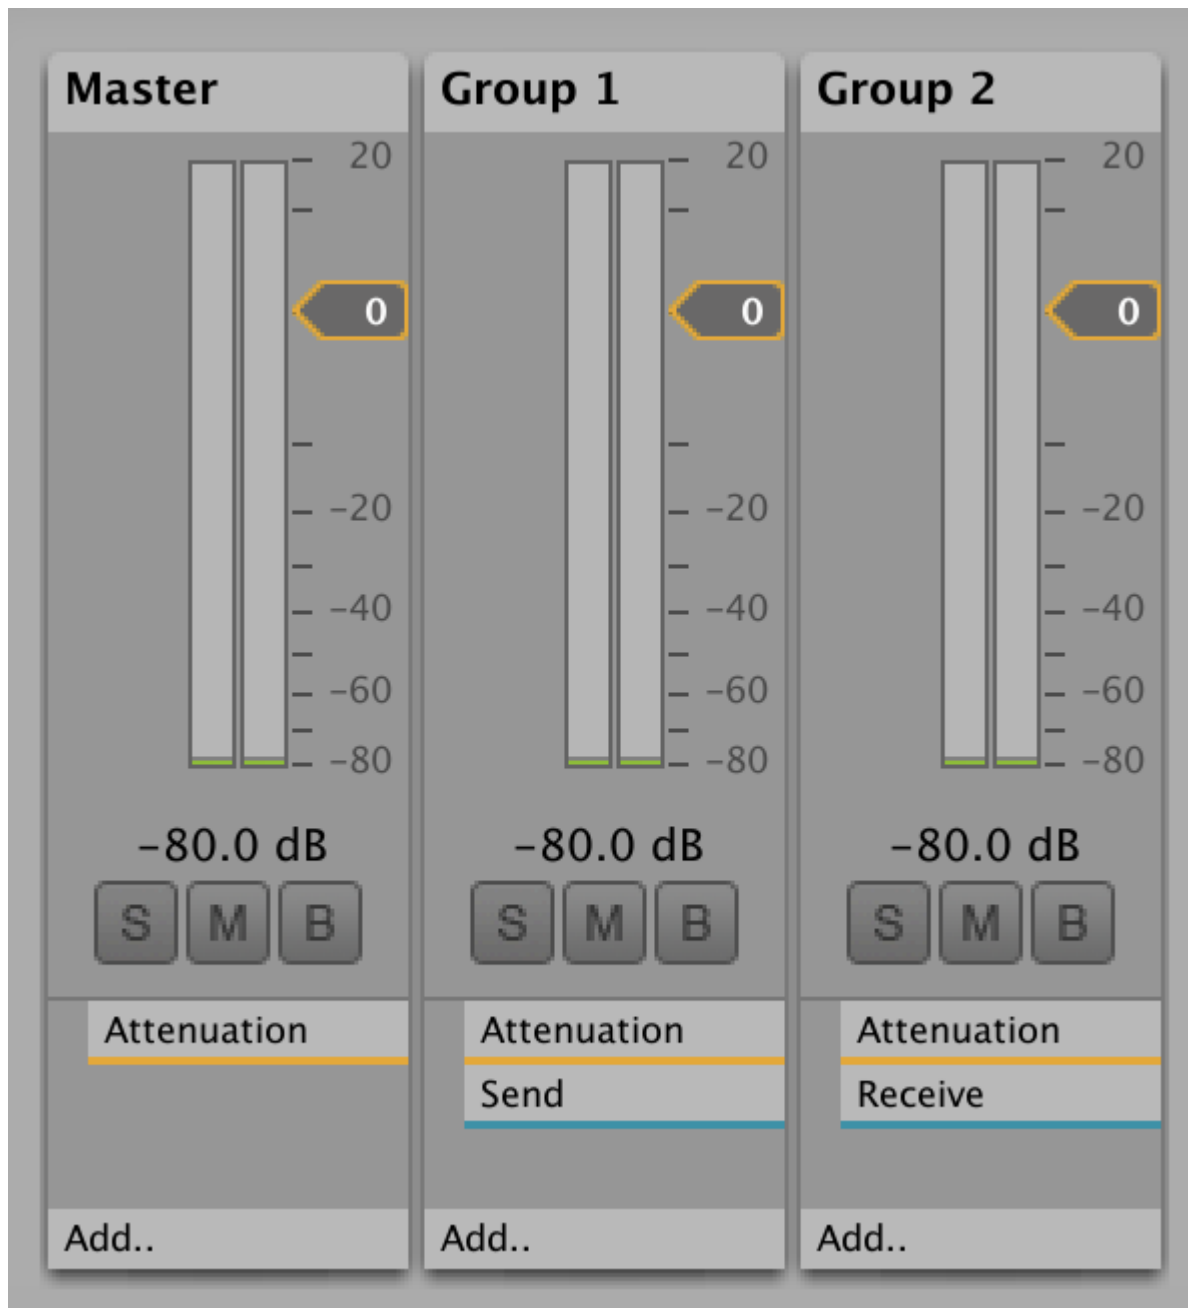 Master
20
0
–20
–40
–60
–80
–80.0 dB
S M B
Attenuation
Add..
Group 1
20
0
–20
–40
–60
–80
–80.0 dB
S M B
Attenuation
Send
Add..
Group 2
20
0
–20
–40
–60
–80
–80.0 dB
S M B
Attenuation
Receive
Add..